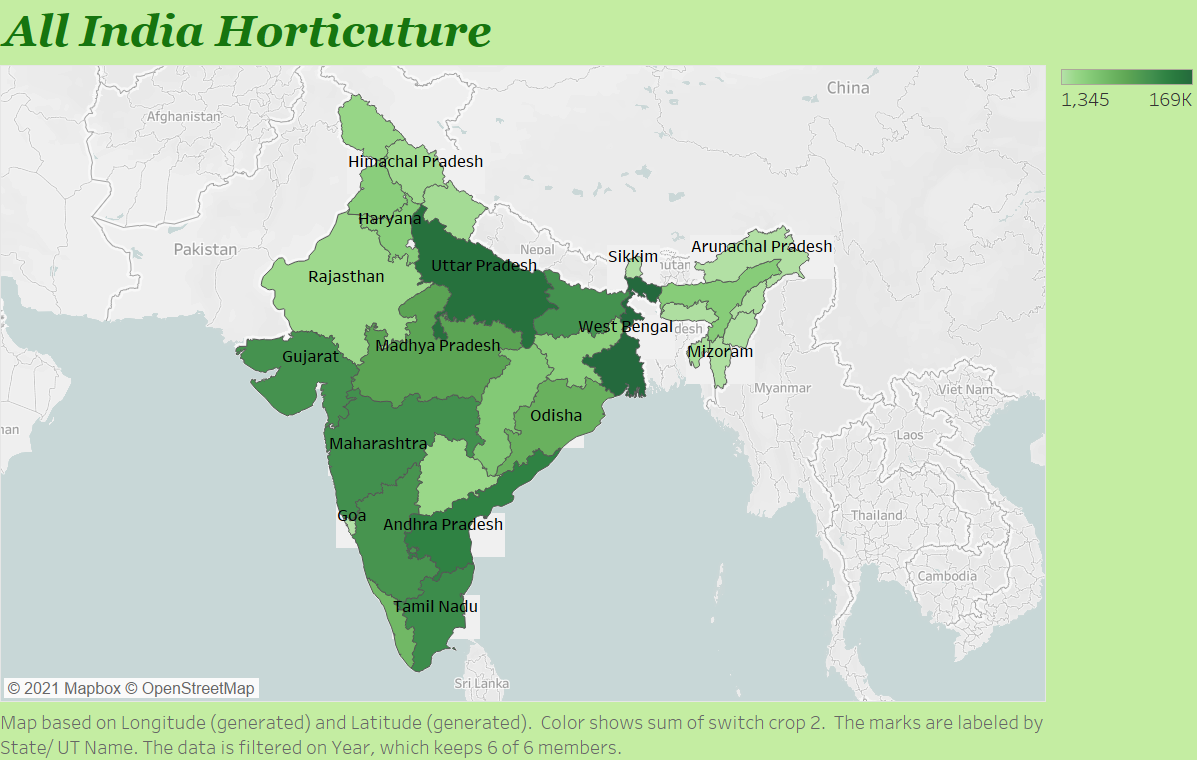 All India Horticuture
China
1,345
169K
Afghanistan
Himachal Pradesh
Haryana
Pakistan
Nepal
Arunachal Pradesh
Sikkim
utan
Uttar Pradesh
Rajasthan
West Bengal
desh
Madhya Pradesh
Mizoram
Gujarat
Myanmar
Viet Nam
Odisha
nan
Laos
Maharashtra
Goa
Andhra Pradesh
Thailand
Cambodia
Tamil Nadu
Sri Lanka
© 2021 Mapbox © OpenStreetMap
Map based on Longitude (generated) and Latitude (generated).  Color shows sum of switch crop 2.  The marks are labeled by
State/ UT Name. The data is filtered on Year, which keeps 6 of 6 members.